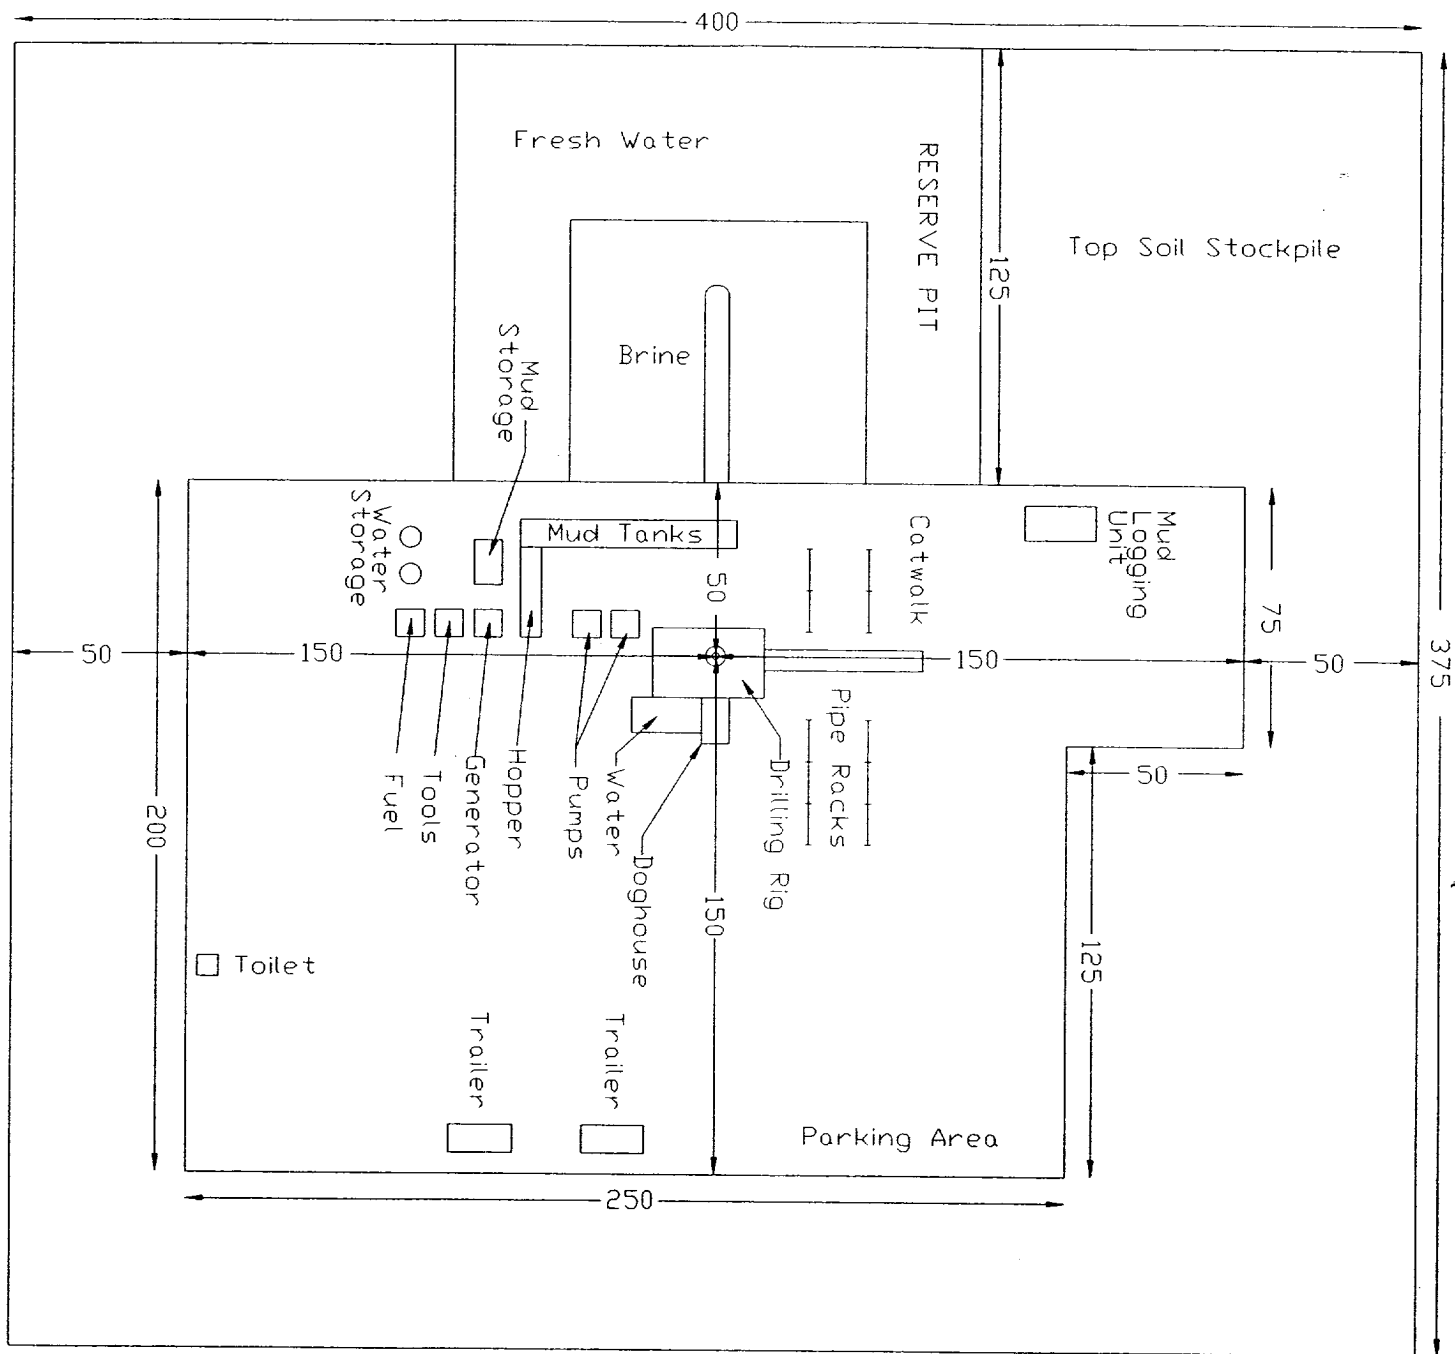 400
Fresh Water
RESERVE PIT
Top Soil Stockpile
125
Brine
Mud
Storage
Mud Tanks
Water
Storage
Catwalk
Mud
Logging
Unit
50
75
375
50
150
150
50
50
Pipe Racks
Drilling Rig
Fuel
Tools
Generator
Hopper
Pumps
Water
Doghouse
200
150
125
Toilet
Trailer
Trailer
Parking Area
250